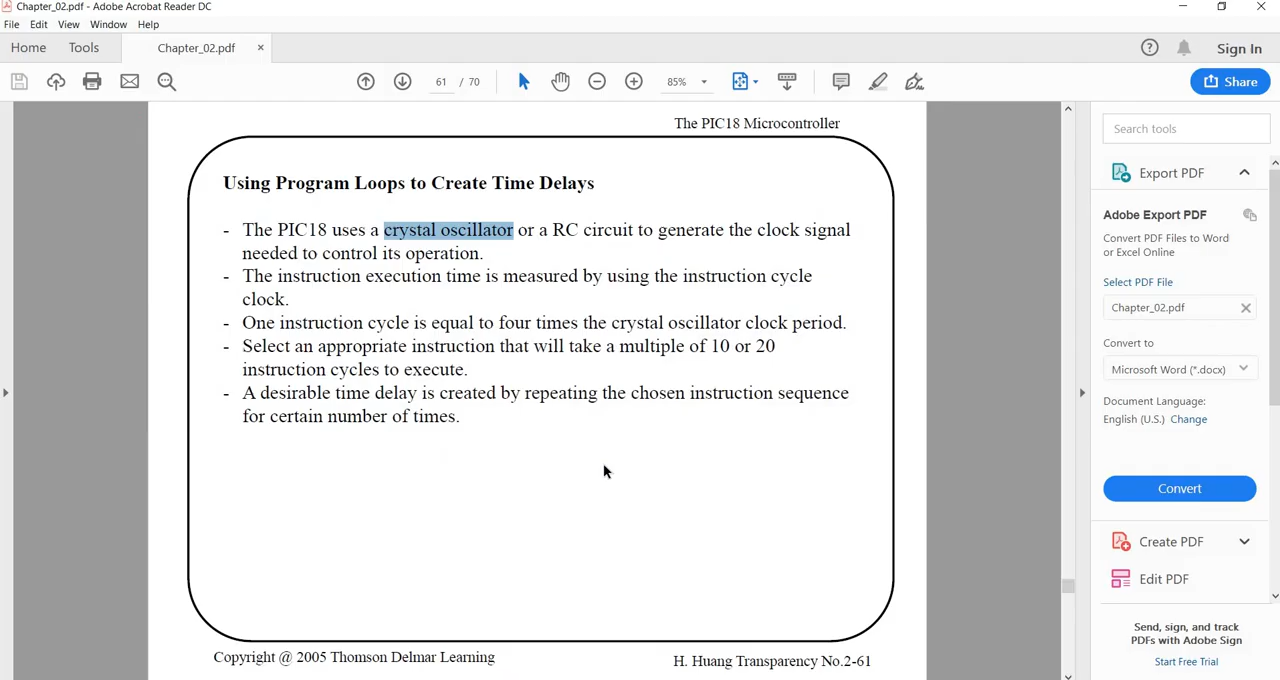 Chapter_02.pdf - Adobe Acrobat Reader DC
File Edit View Window Help
Home Tools Chapter_02.pdf × Sign In
61 / 70 85% Share
The PIC18 Microcontroller
Using Program Loops to Create Time Delays
- The PIC18 uses a crystal oscillator or a RC circuit to generate the clock signal
needed to control its operation.
- The instruction execution time is measured by using the instruction cycle
clock.
- One instruction cycle is equal to four times the crystal oscillator clock period.
- Select an appropriate instruction that will take a multiple of 10 or 20
instruction cycles to execute.
- A desirable time delay is created by repeating the chosen instruction sequence
for certain number of times.
Copyright @ 2005 Thomson Delmar Learning
H. Huang Transparency No.2-61
Search tools
Export PDF
Adobe Export PDF
Convert PDF Files to Word
or Excel Online
Select PDF File
Chapter_02.pdf
Convert to
Microsoft Word (*.docx)
Document Language:
English (U.S.) Change
Convert
Create PDF
Edit PDF
Send, sign, and track
PDFs with Adobe Sign
Start Free Trial